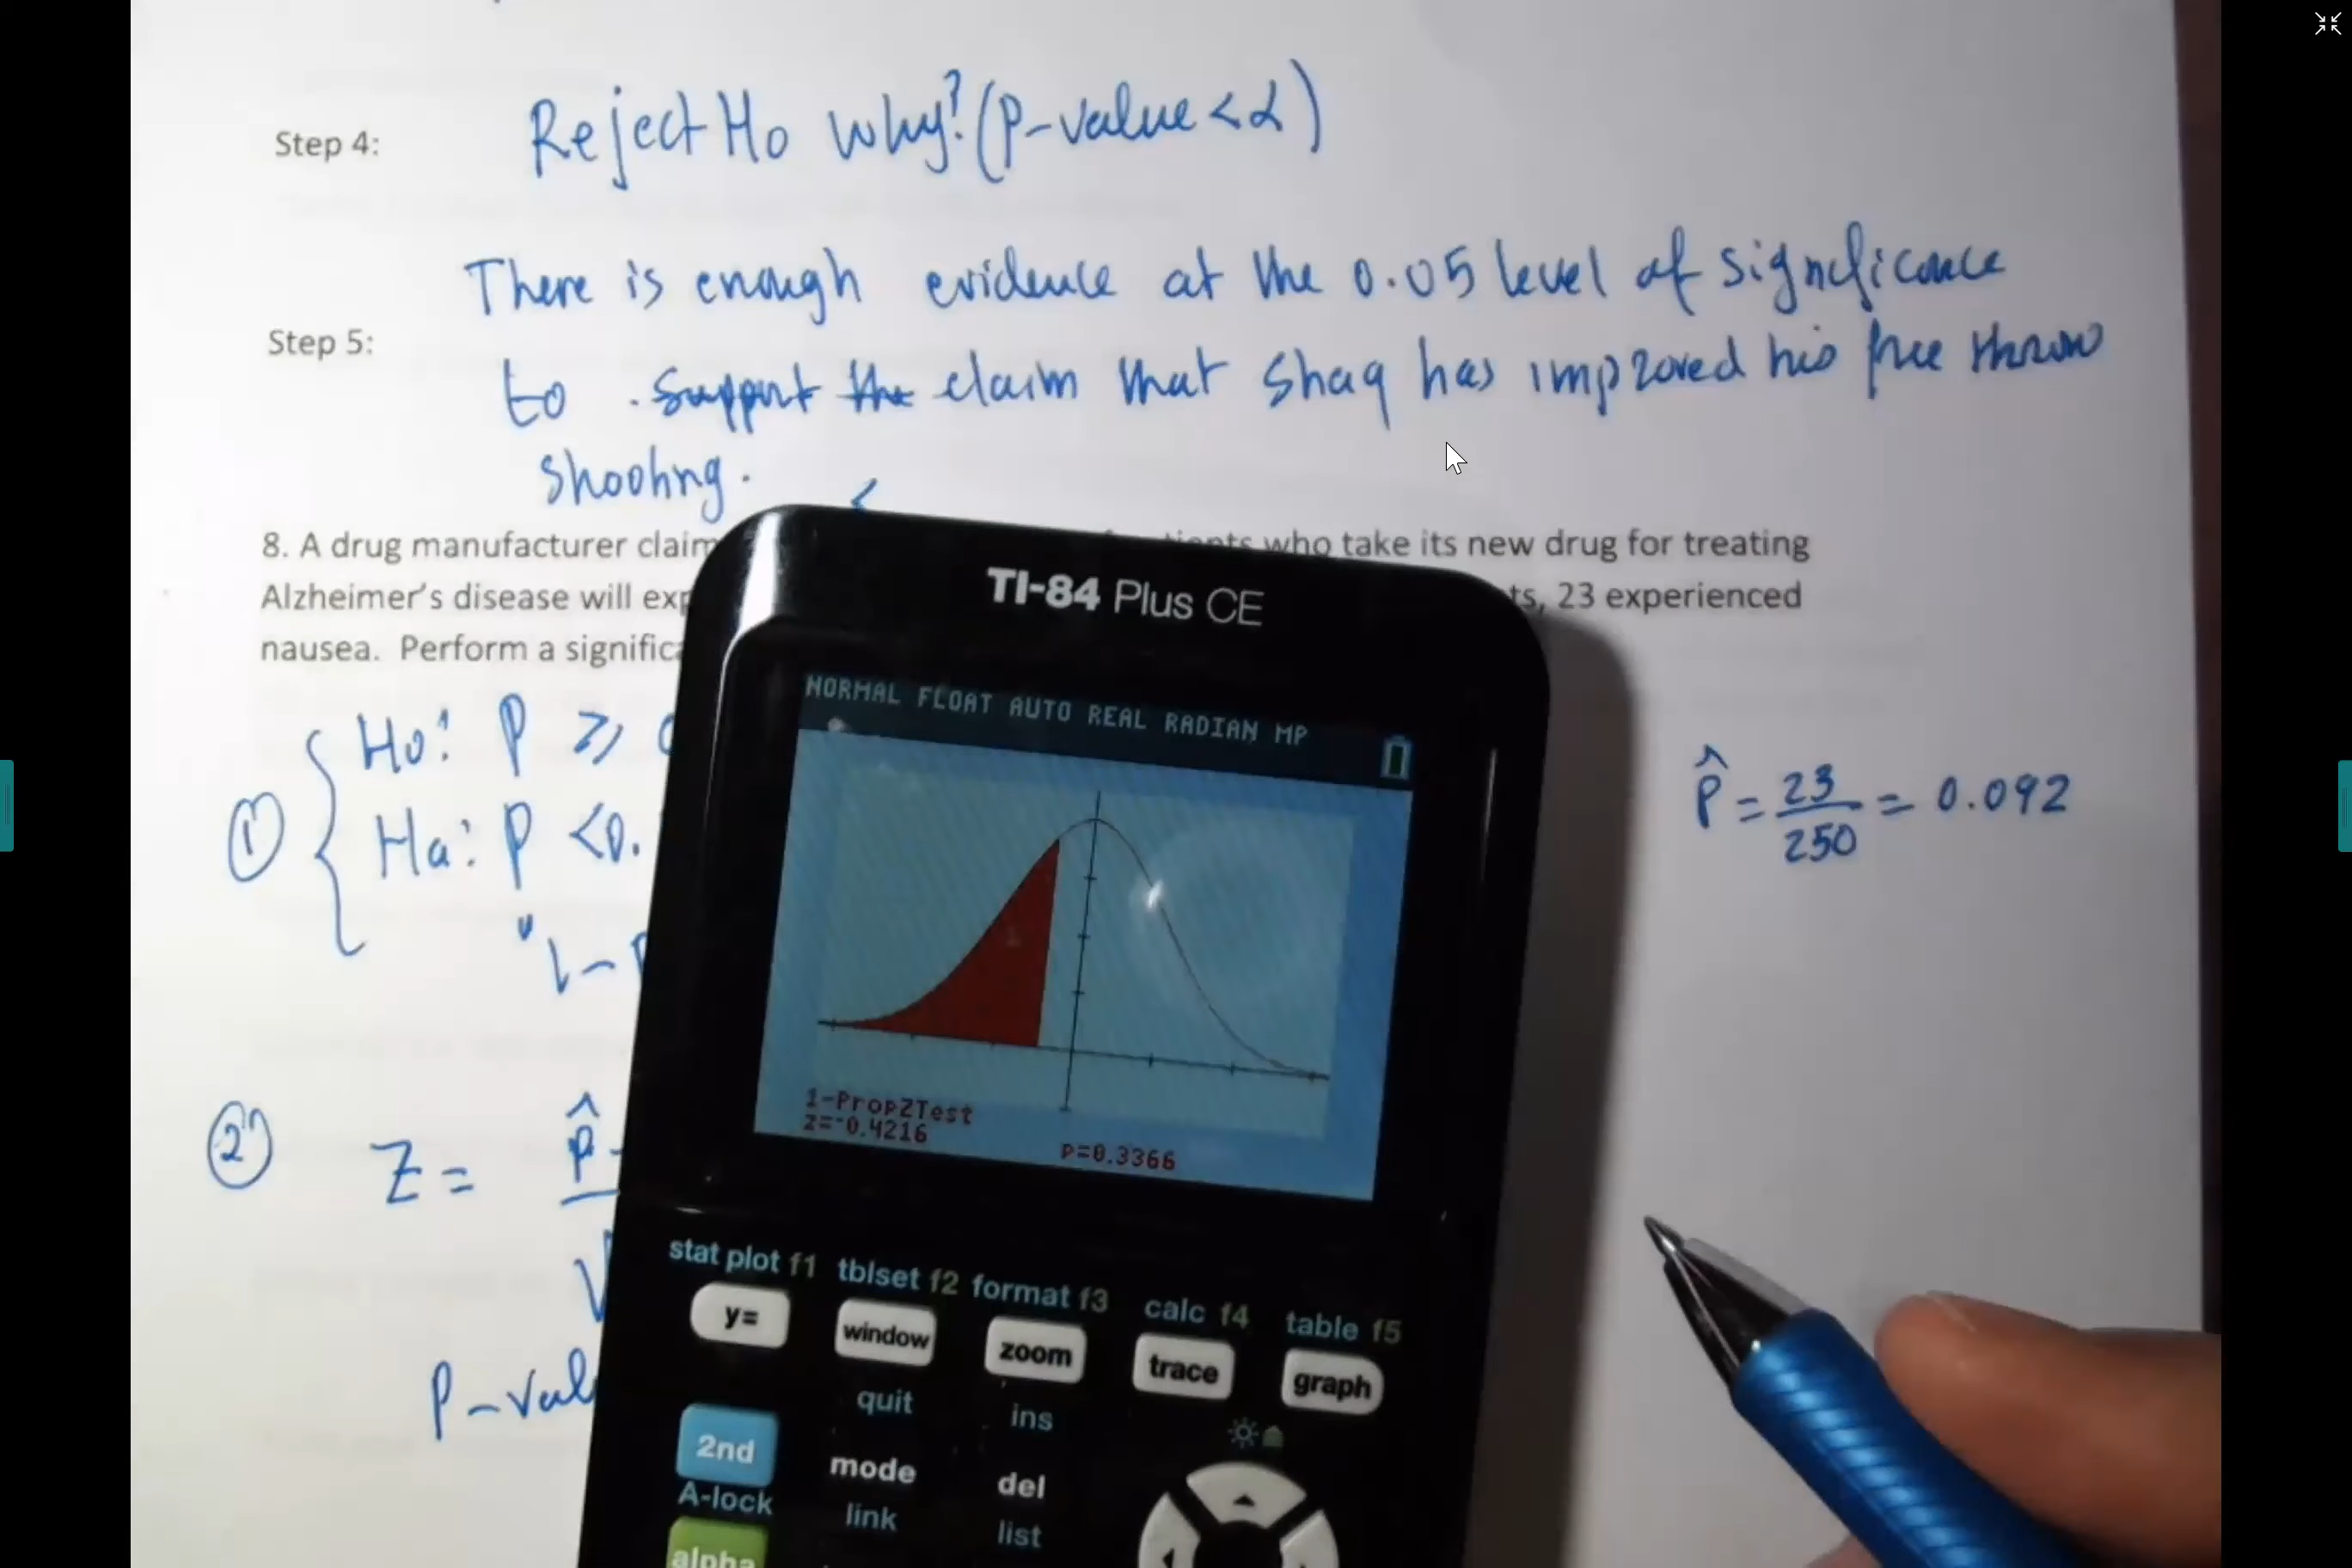 Step 4: Reject Ho why? (p-value < α)
There is enough evidence at the 0.05 level of significance
Step 5:
to support the claim that Shaq has improved his free throw
shooting.
<
8. A drug manufacturer claim who take its new drug for treating
Alzheimer's disease will 23 experienced
nausea. Perform a
① Ho: P ≥
Ha: P < 0.
P̂ = 23/250 = 0.092
② Z = p̂ -
P-val
TI-84 Plus CE
NORMAL FLOAT AUTO REAL RADIAN MP
1-PropZTest
z=-0.4216
p=0.3366
stat plot f1 tblset f2 format f3 calc f4 table f5
y= window zoom trace graph
quit ins
2nd mode del
A-lock link list
alpha